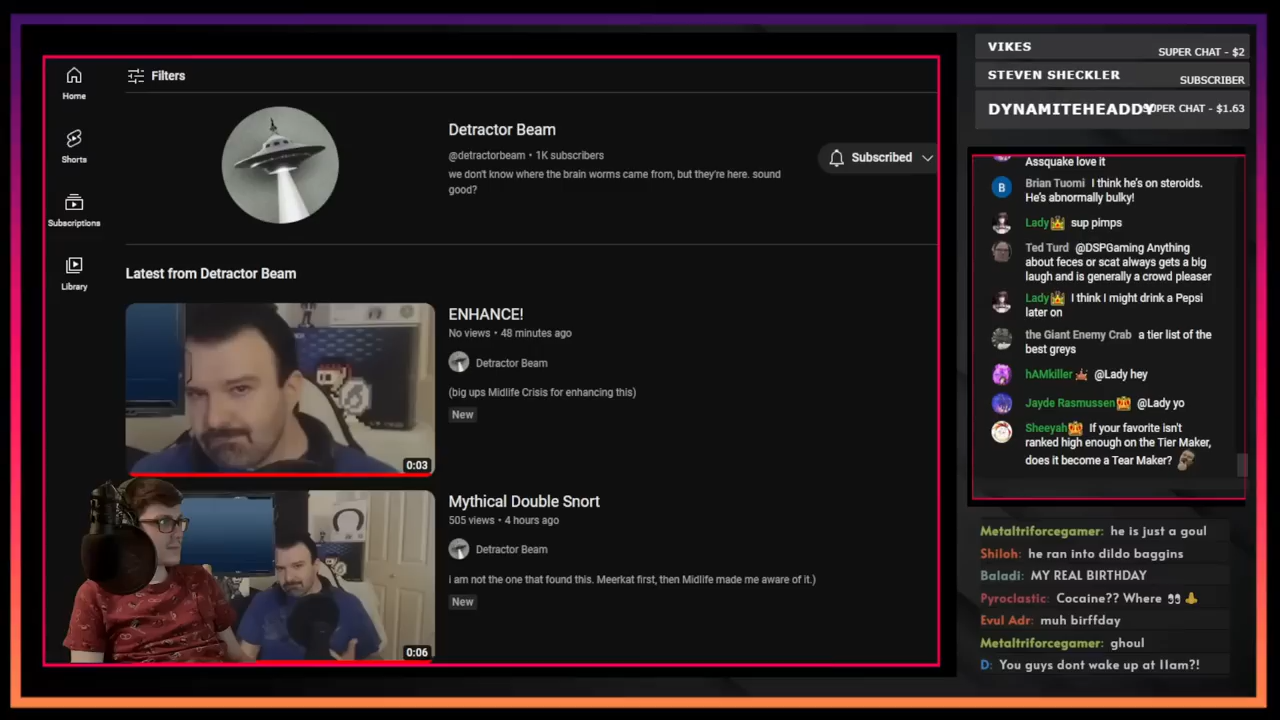 Home
Shorts
Subscriptions
Library
Filters
Detractor Beam
@detractorbeam • 1K subscribers
we don't know where the brain worms came from, but they're here. sound
good?
Subscribed
Latest from Detractor Beam
ENHANCE!
No views • 48 minutes ago
Detractor Beam
(big ups Midlife Crisis for enhancing this)
New
0:03
Mythical Double Snort
505 views • 4 hours ago
Detractor Beam
i am not the one that found this. Meerkat first, then Midlife made me aware of it.)
New
0:06
VIKES SUPER CHAT - $2
STEVEN SHECKLER SUBSCRIBER
DYNAMITEHEADDY SUPER CHAT - $1.63
Assquake love it
B Brian Tuomi I think he's on steroids.
He's abnormally bulky!
Lady sup pimps
Ted Turd @DSPGaming Anything
about feces or scat always gets a big
laugh and is generally a crowd pleaser
Lady I think I might drink a Pepsi
later on
the Giant Enemy Crab a tier list of the
best greys
hAMkiller @Lady hey
Jayde Rasmussen @Lady yo
Sheeyah If your favorite isn't
ranked high enough on the Tier Maker,
does it become a Tear Maker?
Metaltriforcegamer: he is just a goul
Shiloh: he ran into dildo baggins
Baladi: MY REAL BIRTHDAY
Pyroclastic: Cocaine?? Where 👀 👃
Evul Adr: muh birffday
Metaltriforcegamer: ghoul
D: You guys dont wake up at 11am?!